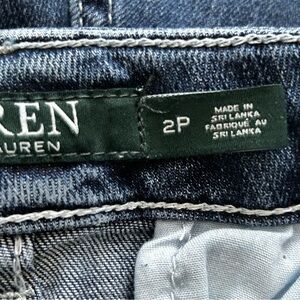 REN
AUREN
2P
MADE IN
SRI LANKA
FABRIQUÉ AU
SRI LANKA